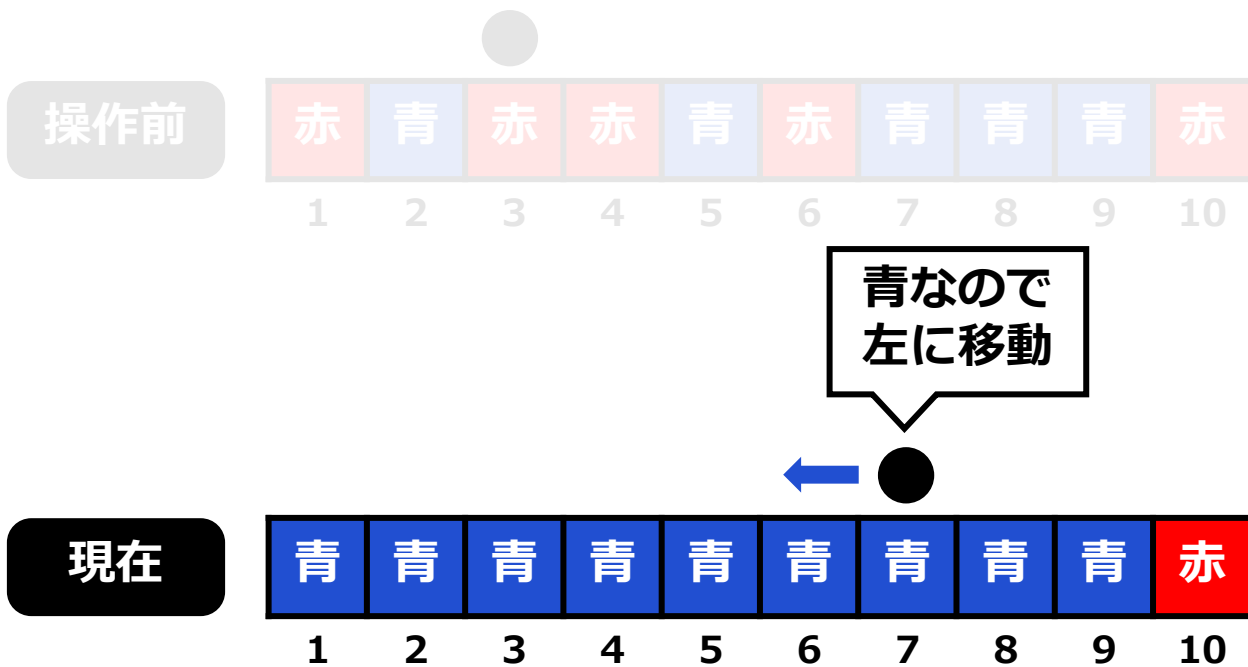 操作前
赤 青 赤 赤 青 赤 青 青 青 赤
1 2 3 4 5 6 7 8 9 10
青なので
左に移動
現在
青 青 青 青 青 青 青 青 青 赤
1 2 3 4 5 6 7 8 9 10